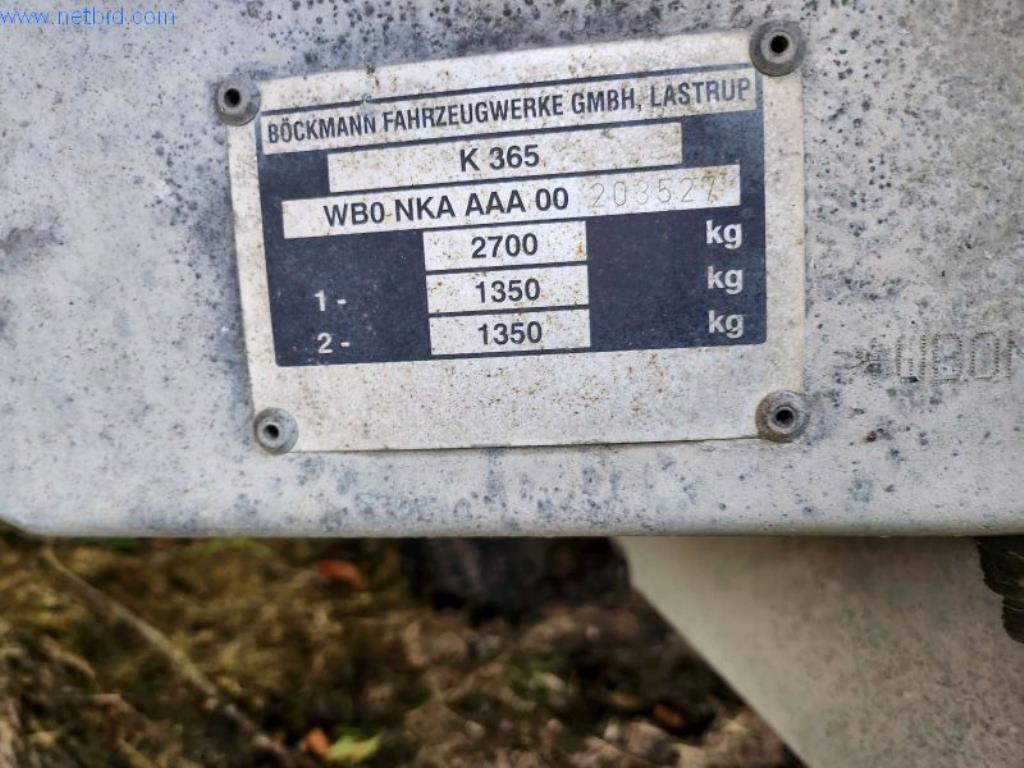 www.netbid.com
BÖCKMANN FAHRZEUGWERKE GMBH, LASTRUP
K 365
WB0 NKA AAA 00 203527
2700 kg
1 - 1350 kg
2 - 1350 kg